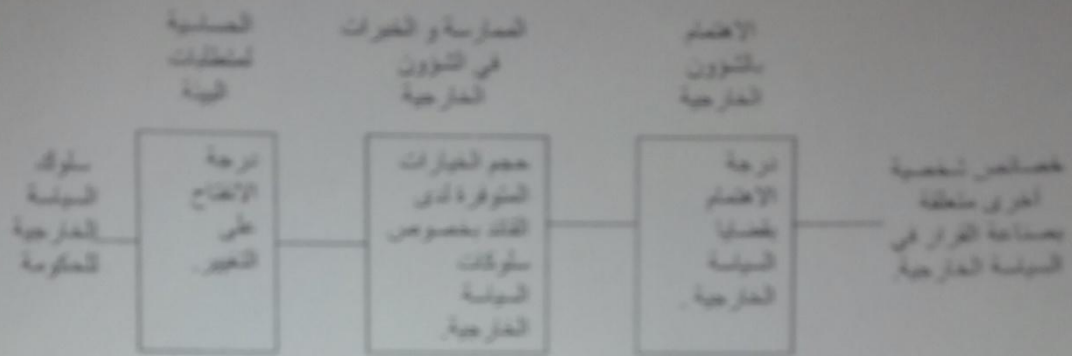 خصائص شخصية
أخرى متعلقة
بصناعة القرار في
السياسة الخارجية.
الاهتمام
بالشؤون
الخارجية
درجة
الاهتمام
بقضايا
السياسة
الخارجية.
الممارسة و الخبرات
في الشؤون
الخارجية
حجم الخيارات
المتوفرة لدى
القائد بخصوص
سلوكات
السياسة
الخارجية.
الحساسية
لمتطلبات
البيئة
درجة
الانفتاح
على
التغيير.
سلوك
السياسة
الخارجية
للحكومة